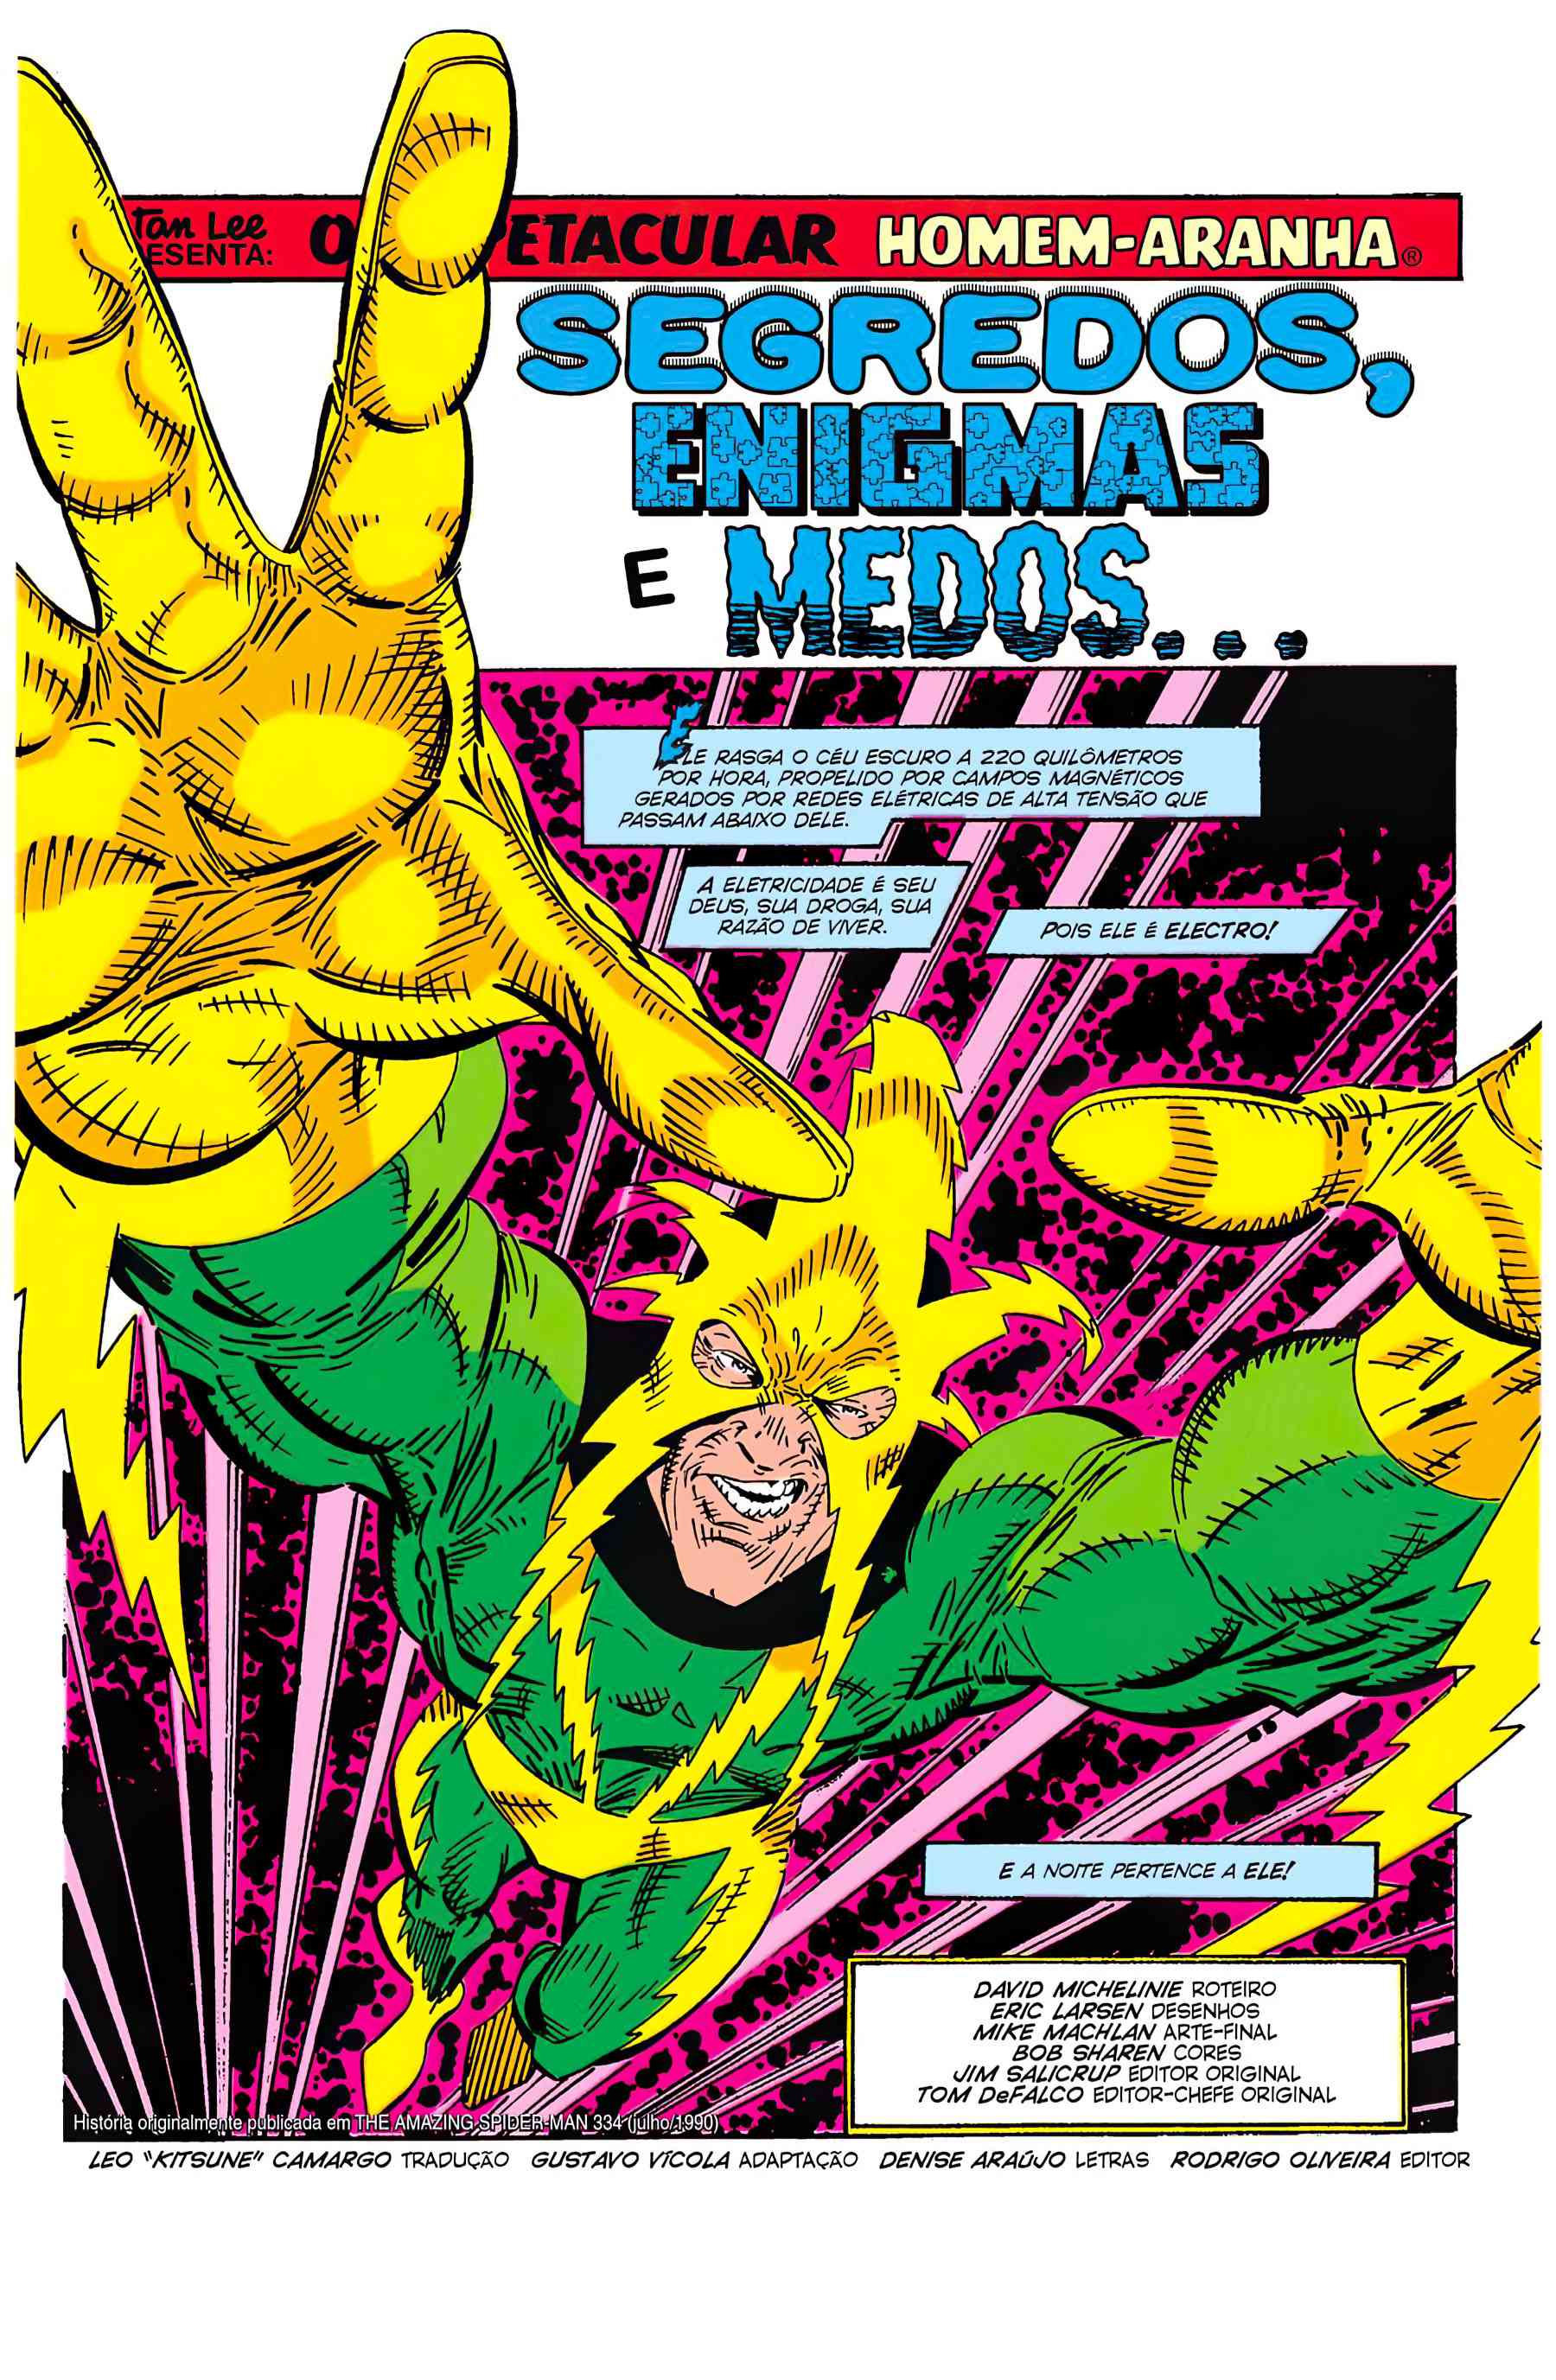 tan Lee
ESENTA:
O PETACULAR HOMEM-ARANHA®
SEGREDOS,
ENIGMAS
E MEDOS...
ELE RASGA O CÉU ESCURO A 220 QUILÔMETROS
POR HORA, PROPELIDO POR CAMPOS MAGNÉTICOS
GERADOS POR REDES ELÉTRICAS DE ALTA TENSÃO QUE
PASSAM ABAIXO DELE.
A ELETRICIDADE É SEU
DEUS, SUA DROGA, SUA
RAZÃO DE VIVER.
POIS ELE É ELECTRO!
E A NOITE PERTENCE A ELE!
DAVID MICHELINIE ROTEIRO
ERIC LARSEN DESENHOS
MIKE MACHLAN ARTE-FINAL
BOB SHAREN CORES
JIM SALICRUP EDITOR ORIGINAL
TOM DeFALCO EDITOR-CHEFE ORIGINAL
História originalmente publicada em THE AMAZING SPIDER-MAN 334 (julho/1990)
LEO "KITSUNE" CAMARGO TRADUÇÃO GUSTAVO VÍCOLA ADAPTAÇÃO DENISE ARAÚJO LETRAS RODRIGO OLIVEIRA EDITOR